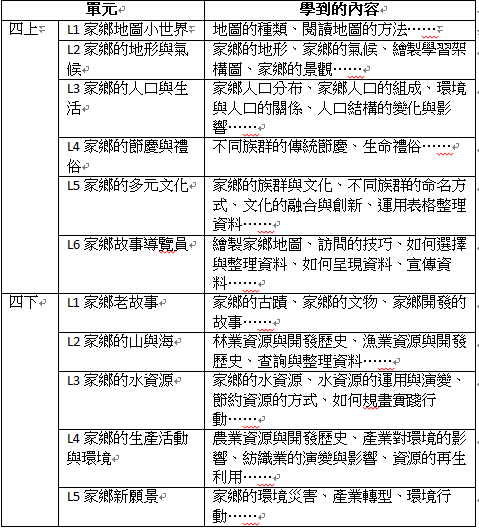 單元 學到的內容
四上 L1 家鄉地圖小世界 地圖的種類、閱讀地圖的方法……
L2 家鄉的地形與氣 家鄉的地形、家鄉的氣候、繪製學習架
候 構圖、家鄉的景觀……
L3 家鄉的人口與生 家鄉人口分布、家鄉人口的組成、環境
活 與人口的關係、人口結構的變化與影
響……
L4 家鄉的節慶與禮 不同族群的傳統節慶、生命禮俗……
俗
L5 家鄉的多元文化 家鄉的族群與文化、不同族群的命名方
式、文化的融合與創新、運用表格整理
資料……
L6 家鄉故事導覽員 繪製家鄉地圖、訪問的技巧、如何選擇
與整理資料、如何呈現資料、宣傳資
料……
四下 L1 家鄉老故事 家鄉的古蹟、家鄉的文物、家鄉開發的
故事……
L2 家鄉的山與海 林業資源與開發歷史、漁業資源與開發
歷史、查詢與整理資料……
L3 家鄉的水資源 家鄉的水資源、水資源的運用與演變、
節約資源的方式、如何規畫實踐行
動……
L4 家鄉的生產活動 農業資源與開發歷史、產業對環境的影
與環境 響、紡織業的演變與影響、資源的再生
利用……
L5 家鄉新願景 家鄉的環境災害、產業轉型、環境行
動……